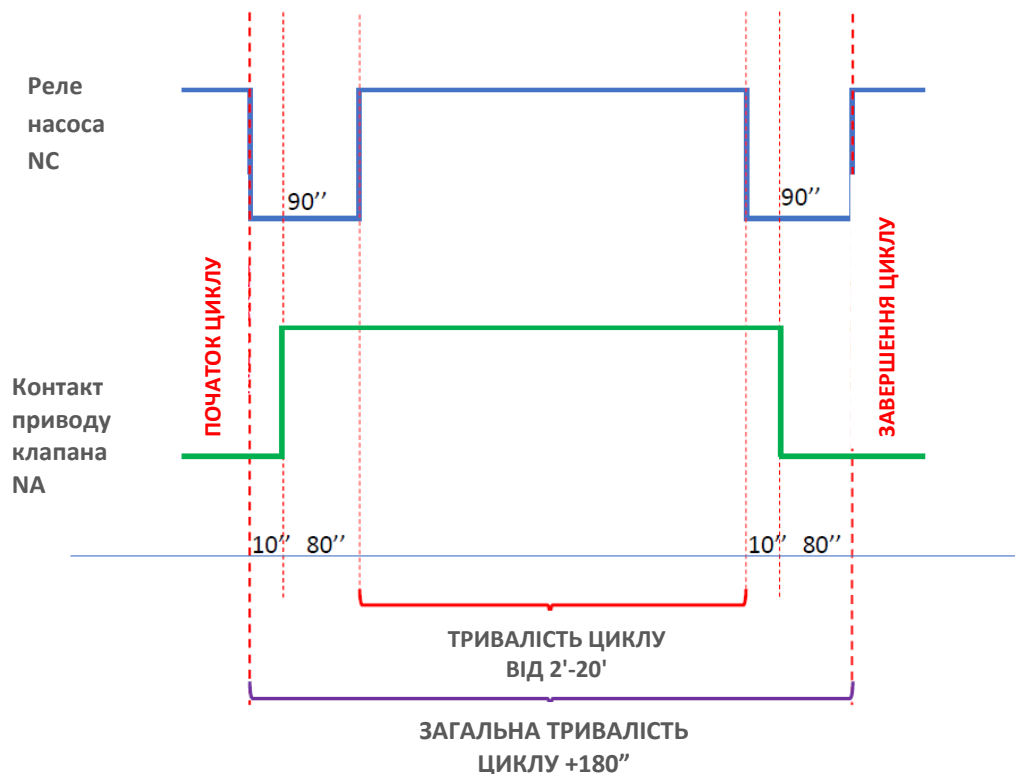 Реле
насоса
NC
90’’
90’’
ПОЧАТОК ЦИКЛУ
ЗАВЕРШЕННЯ ЦИКЛУ
Контакт
приводу
клапана
NA
10’’ 80’’
10’’ 80’’
ТРИВАЛІСТЬ ЦИКЛУ
ВІД 2'-20'
ЗАГАЛЬНА ТРИВАЛІСТЬ
ЦИКЛУ +180”